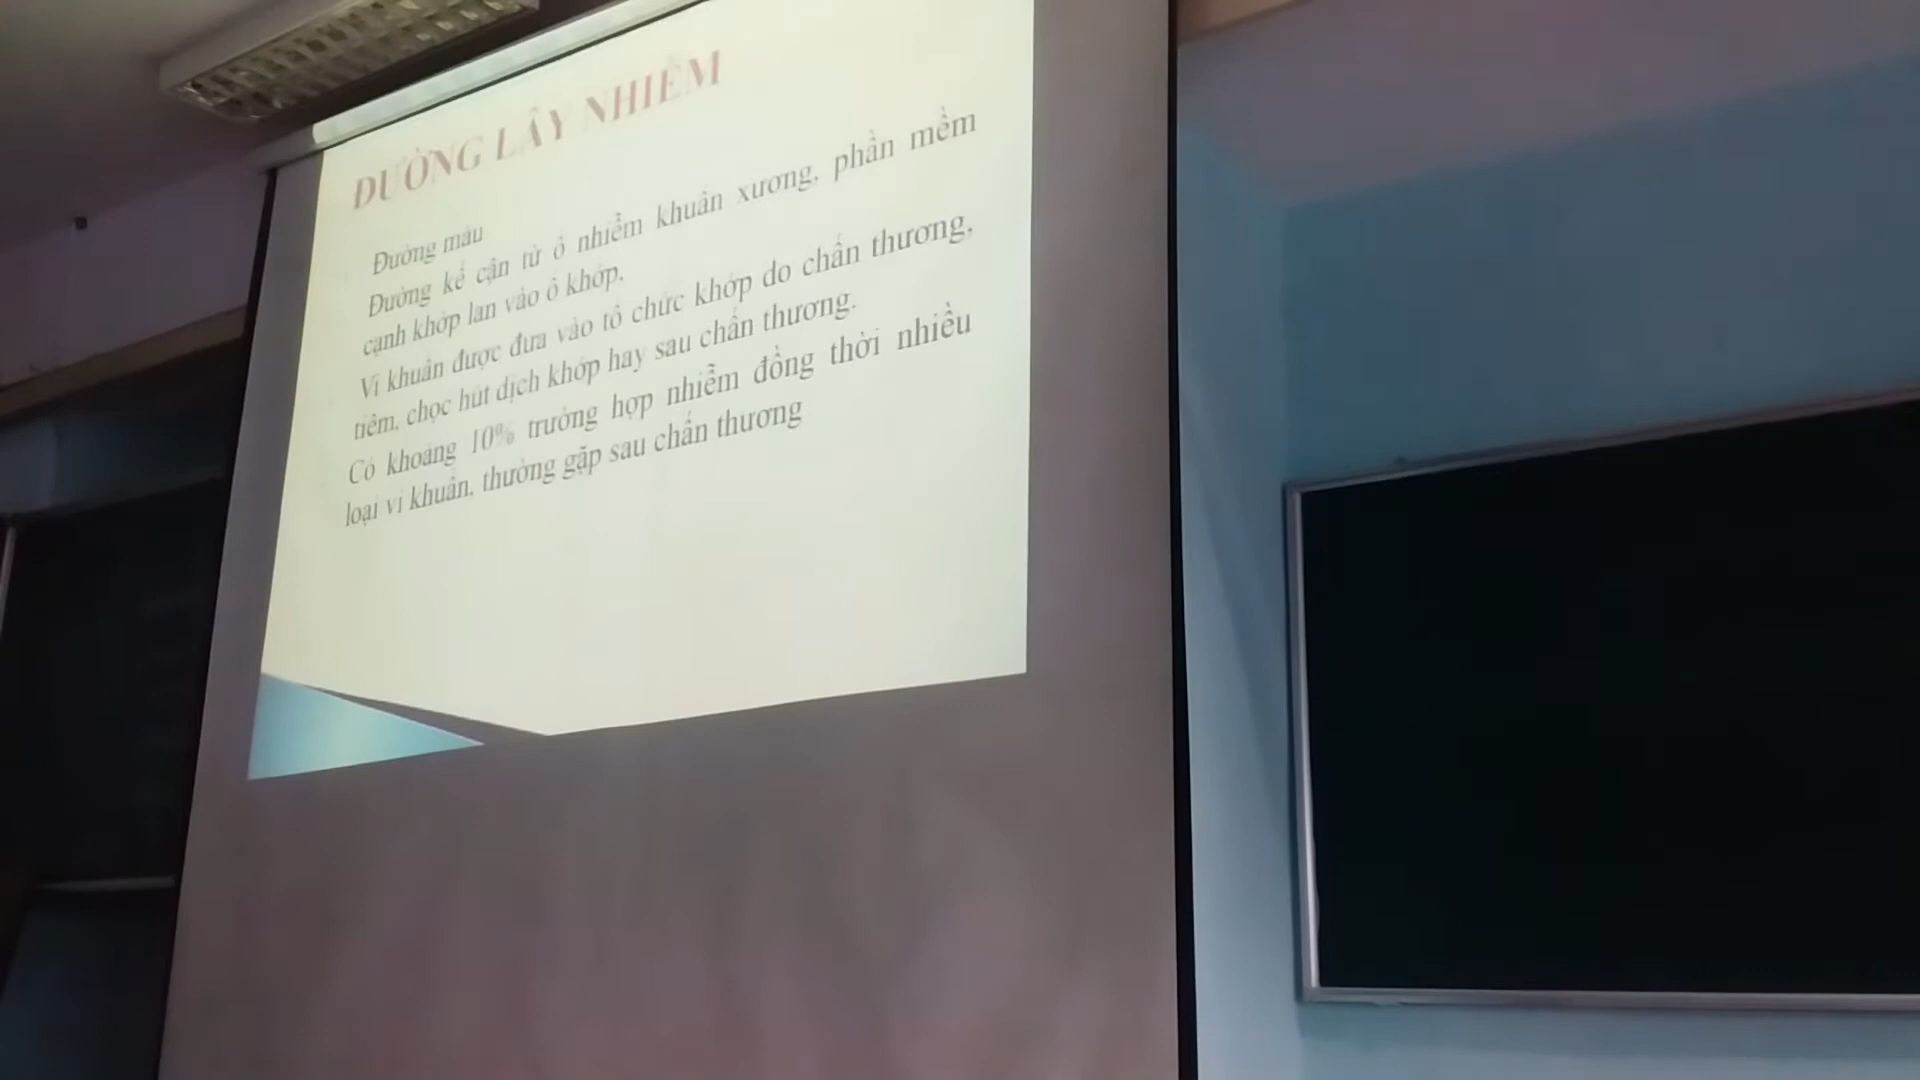 ĐƯỜNG LÂY NHIỄM
Đường máu
Đường kế cận từ ổ nhiễm khuẩn xương, phần mềm
cạnh khớp lan vào ổ khớp.
Vi khuẩn được đưa vào tổ chức khớp do chấn thương,
tiêm, chọc hút dịch khớp hay sau chấn thương.
Có khoảng 10% trường hợp nhiễm đồng thời nhiều
loại vi khuẩn, thường gặp sau chấn thương